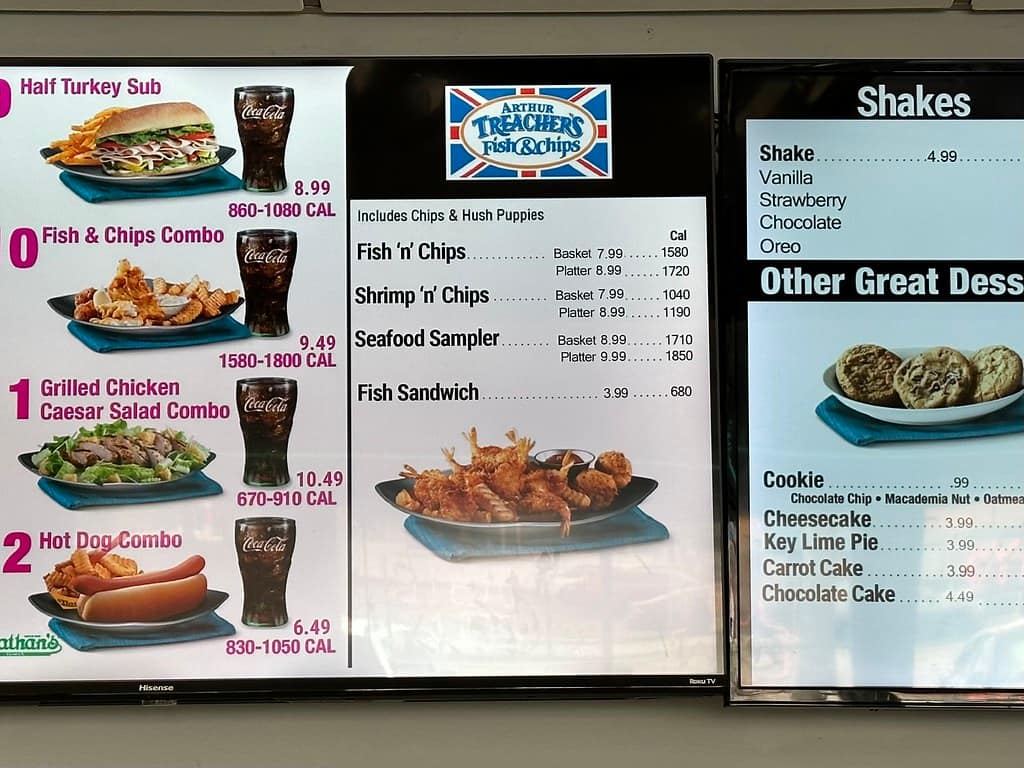 Half Turkey Sub
Coca-Cola
8.99
860-1080 CAL
0 Fish & Chips Combo
Coca-Cola
9.49
1580-1800 CAL
1 Grilled Chicken
Caesar Salad Combo
Coca-Cola
10.49
670-910 CAL
2 Hot Dog Combo
Coca-Cola
6.49
830-1050 CAL
athan's
Hisense
ARTHUR
TREACHER'S
Fish & Chips
Includes Chips & Hush Puppies
Cal
Fish 'n' Chips.............. Basket 7.99...... 1580
Platter 8.99...... 1720
Shrimp 'n' Chips .......... Basket 7.99...... 1040
Platter 8.99...... 1190
Seafood Sampler......... Basket 8.99...... 1710
Platter 9.99...... 1850
Fish Sandwich...................... 3.99 ...... 680
Roku TV
Shakes
Shake....................4.99.............
Vanilla
Strawberry
Chocolate
Oreo
Other Great Dess
Cookie ....................... .99 .............
Chocolate Chip • Macademia Nut • Oatmea
Cheesecake............. 3.99............
Key Lime Pie............ 3.99............
Carrot Cake .............. 3.99............
Chocolate Cake ....... 4.49............